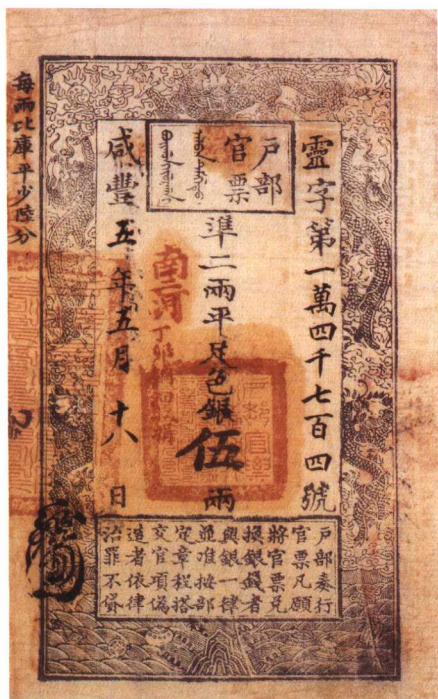 戶部
官票
靈字第一萬四千七百四號
準二兩平足色銀伍兩
南河
咸豐五年五月十八日
每兩比庫平少陸分
戶部奏行
官票凡願
將官票兌
換銀錢者
與銀一律
並准按部
定章程搭
交官項偽
造者依律
治罪不貸